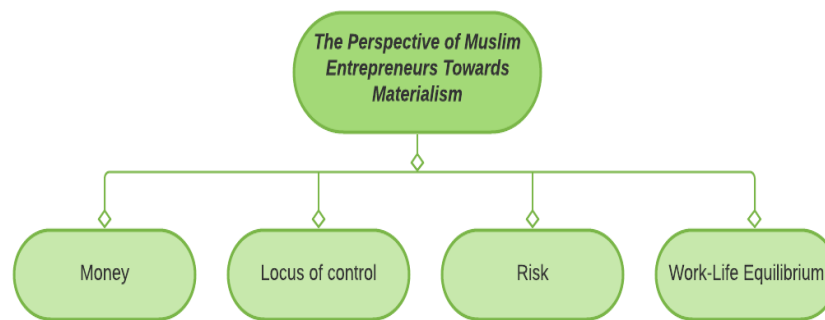 The Perspective of Muslim
Entrepreneurs Towards
Materialism
Money
Locus of control
Risk
Work-Life Equilibrium